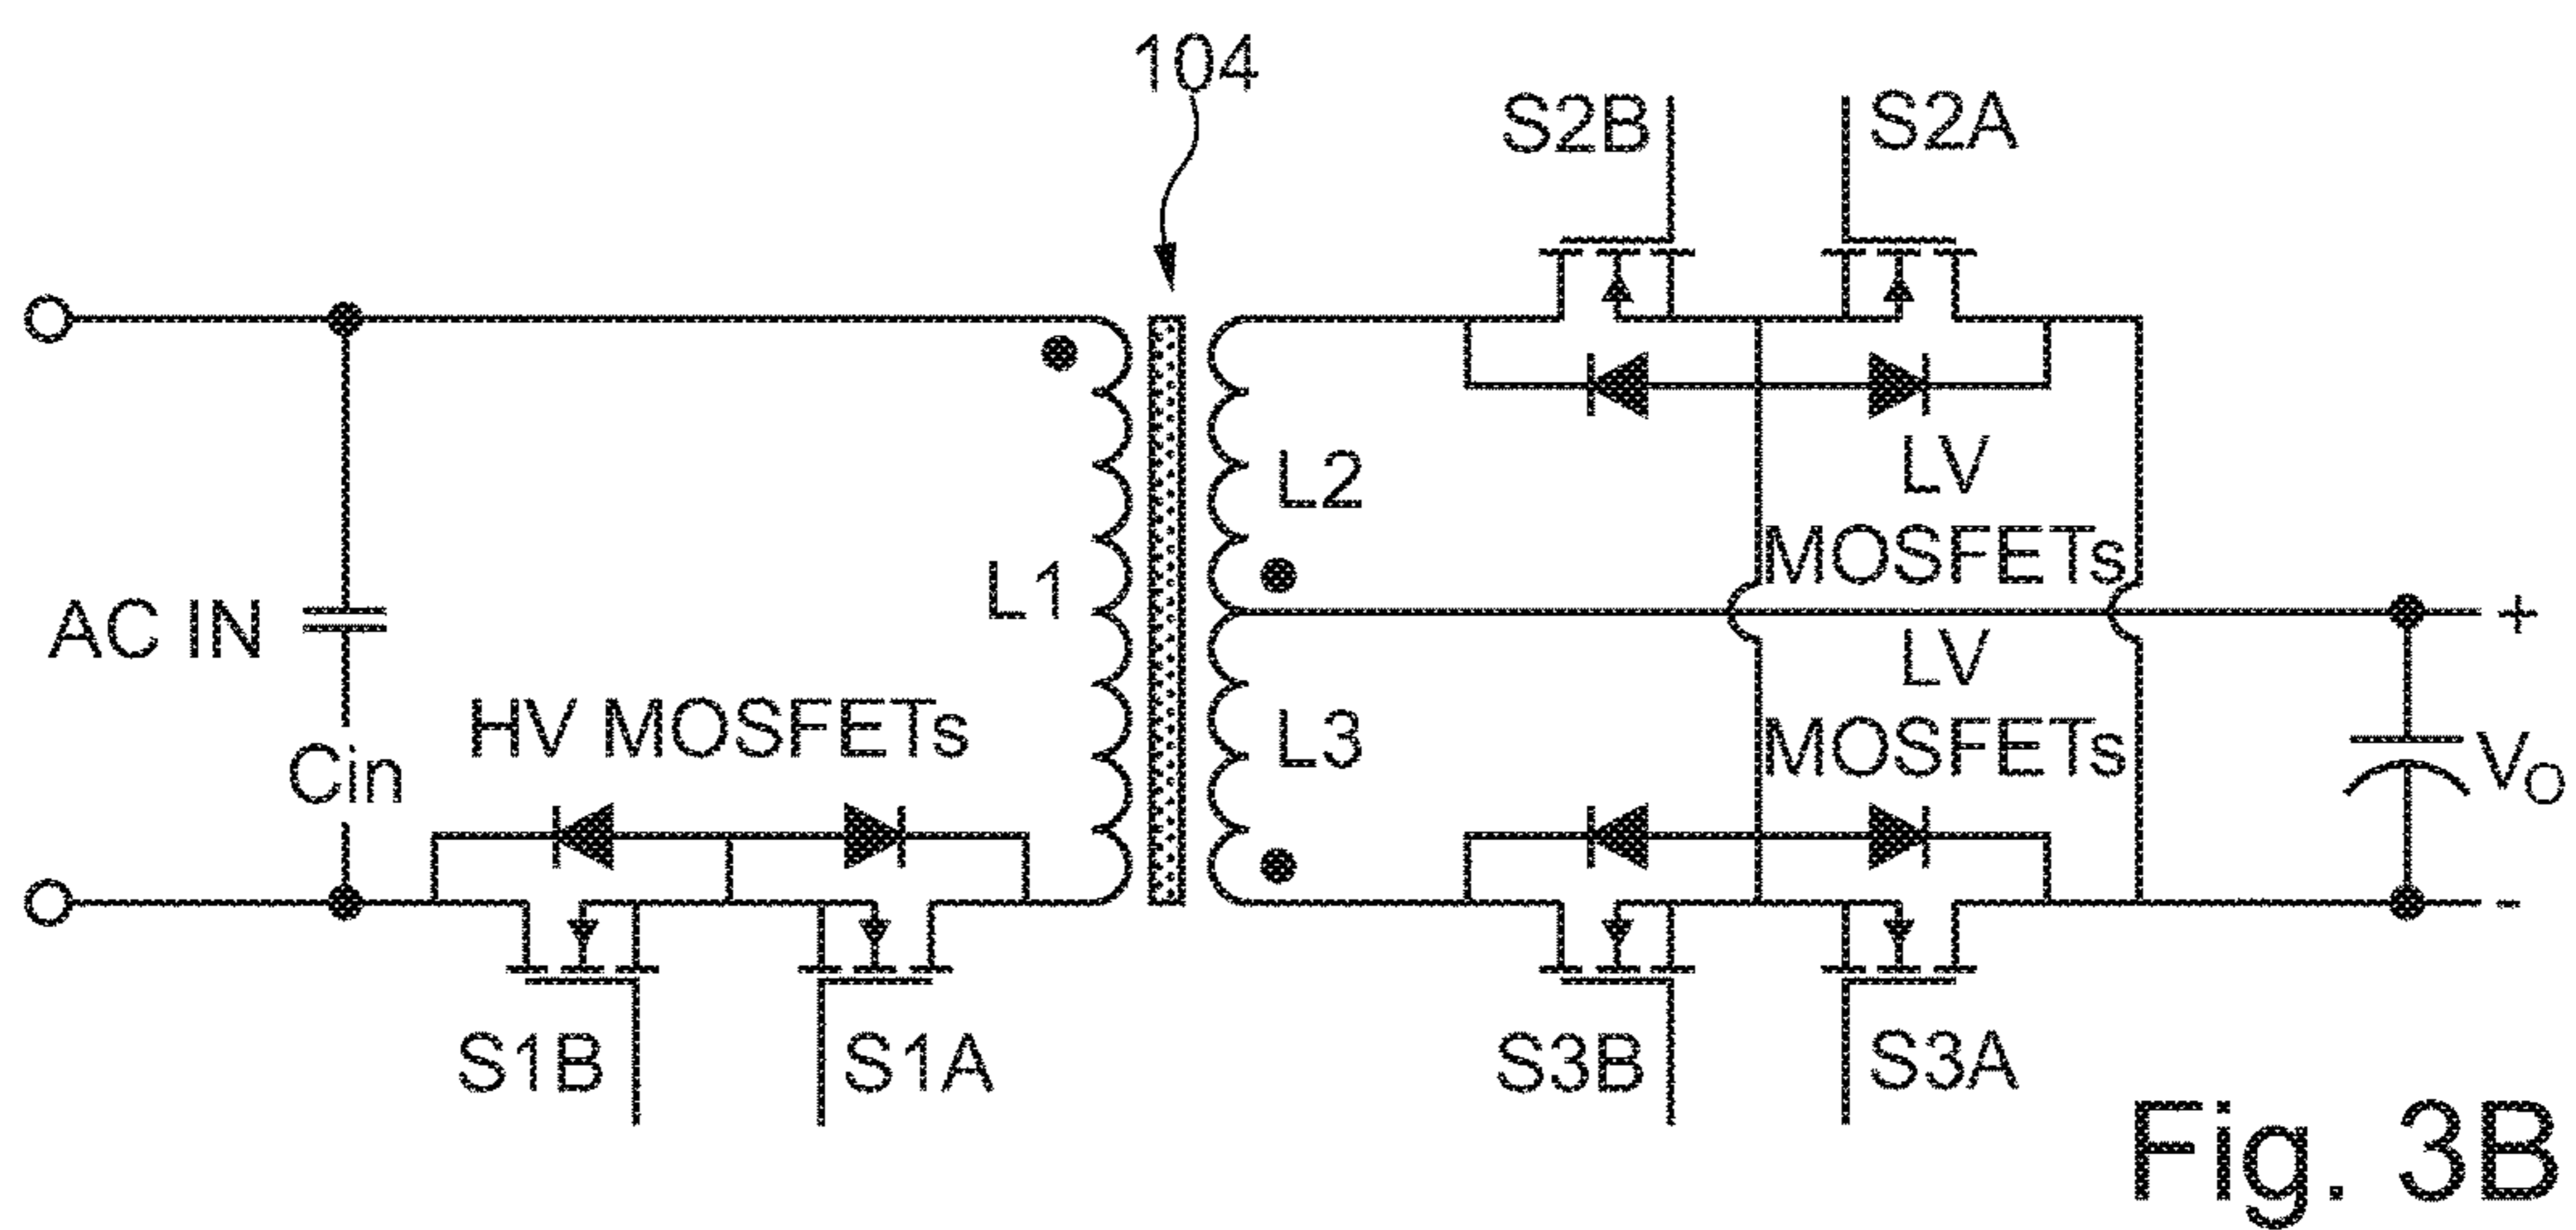 104
S2B
S2A
L2
LV
MOSFETs
L1
AC IN
+
LV
MOSFETs
HV MOSFETs
L3
Cin
VO
-
S1B
S1A
S3B
S3A
Fig. 3B